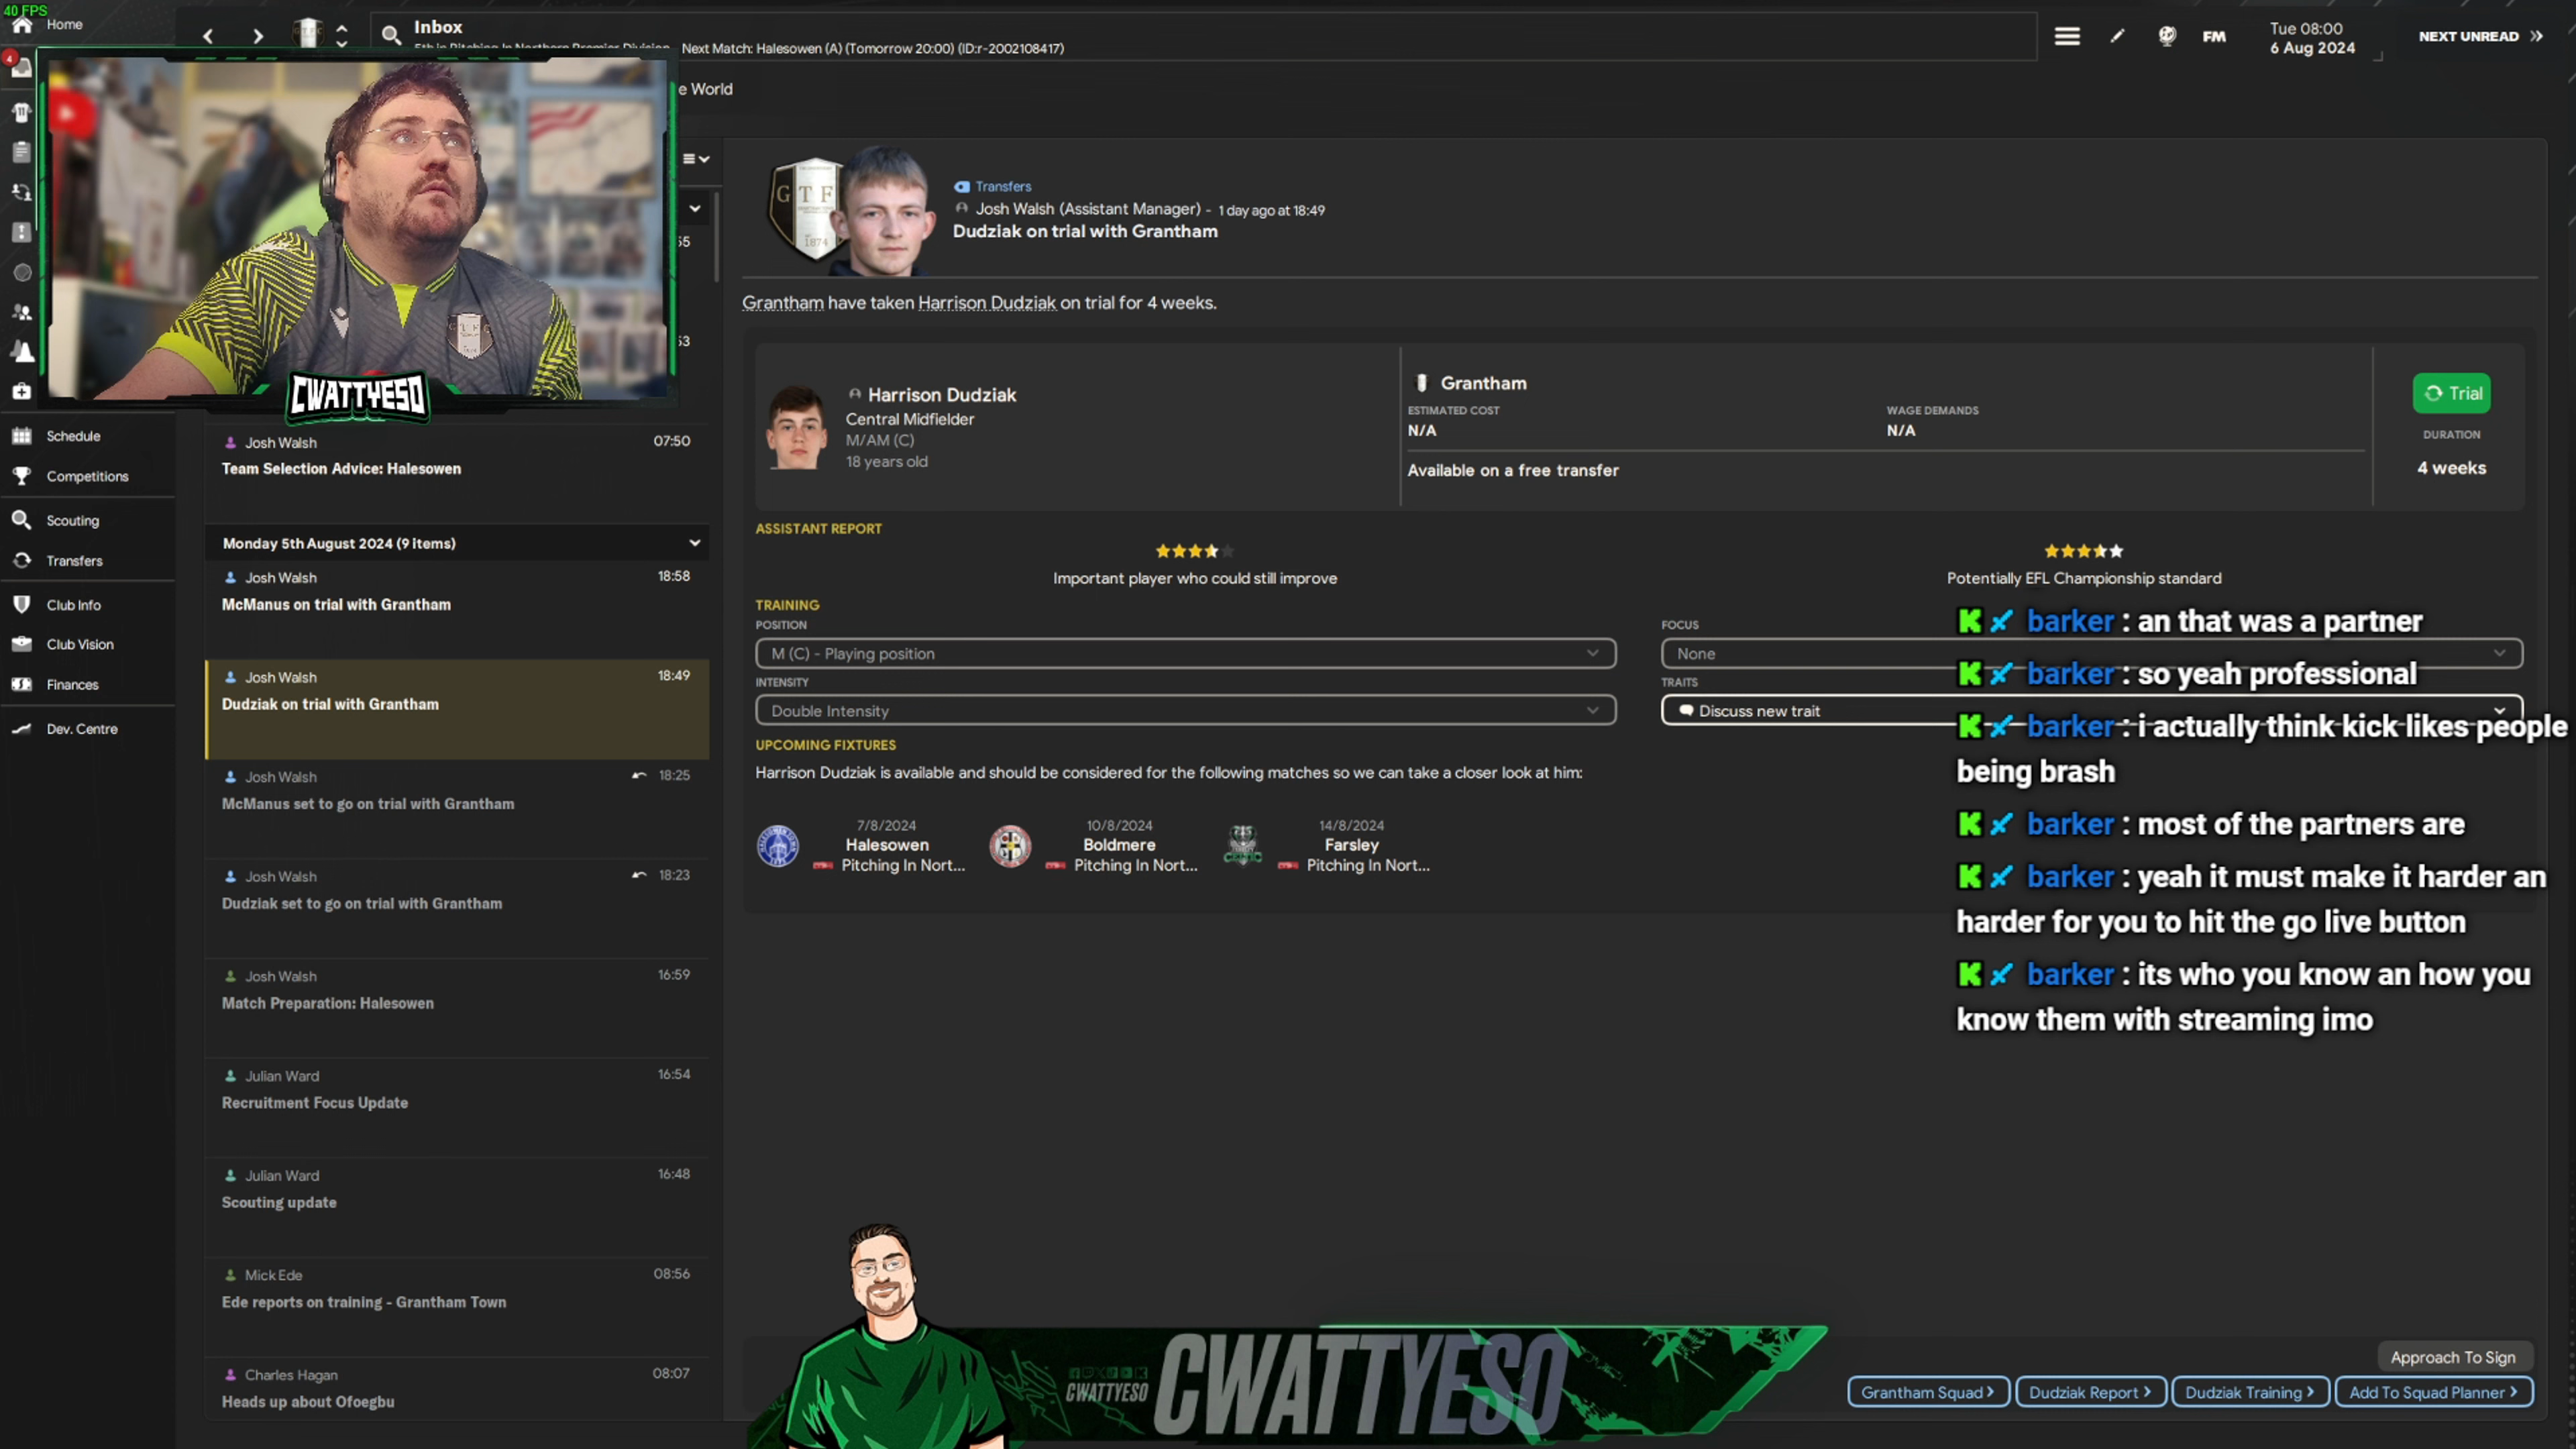 40 FPS
Home
Inbox
Next Match: Halesowen (A) (Tomorrow 20:00) (ID:r-2002108417)
FM
Tue 08:00
6 Aug 2024
NEXT UNREAD
4
e World
55
53
CWATTYESO
Schedule
Competitions
Scouting
Transfers
Club Info
Club Vision
Finances
Dev. Centre
Josh Walsh 07:50
Team Selection Advice: Halesowen
Monday 5th August 2024 (9 items)
Josh Walsh 18:58
McManus on trial with Grantham
Josh Walsh 18:49
Dudziak on trial with Grantham
Josh Walsh 18:25
McManus set to go on trial with Grantham
Josh Walsh 18:23
Dudziak set to go on trial with Grantham
Josh Walsh 16:59
Match Preparation: Halesowen
Julian Ward 16:54
Recruitment Focus Update
Julian Ward 16:48
Scouting update
Mick Ede 08:56
Ede reports on training - Grantham Town
Charles Hagan 08:07
Heads up about Ofoegbu
GTF
1874
Transfers
Josh Walsh (Assistant Manager) - 1 day ago at 18:49
Dudziak on trial with Grantham
Grantham have taken Harrison Dudziak on trial for 4 weeks.
Harrison Dudziak
Central Midfielder
M/AM (C)
18 years old
Grantham
ESTIMATED COST
N/A
WAGE DEMANDS
N/A
Available on a free transfer
Trial
DURATION
4 weeks
ASSISTANT REPORT
Important player who could still improve
Potentially EFL Championship standard
TRAINING
POSITION
M (C) - Playing position
FOCUS
None
INTENSITY
Double Intensity
TRAITS
Discuss new trait
UPCOMING FIXTURES
Harrison Dudziak is available and should be considered for the following matches so we can take a closer look at him:
7/8/2024
Halesowen
Pitching In Nort...
10/8/2024
Boldmere
Pitching In Nort...
14/8/2024
Farsley
Pitching In Nort...
barker : an that was a partner
barker : so yeah professional
barker : i actually think kick likes people
being brash
barker : most of the partners are
barker : yeah it must make it harder an
harder for you to hit the go live button
barker : its who you know an how you
know them with streaming imo
CWATTYESO
CWATTYESO
Approach To Sign
Grantham Squad
Dudziak Report
Dudziak Training
Add To Squad Planner